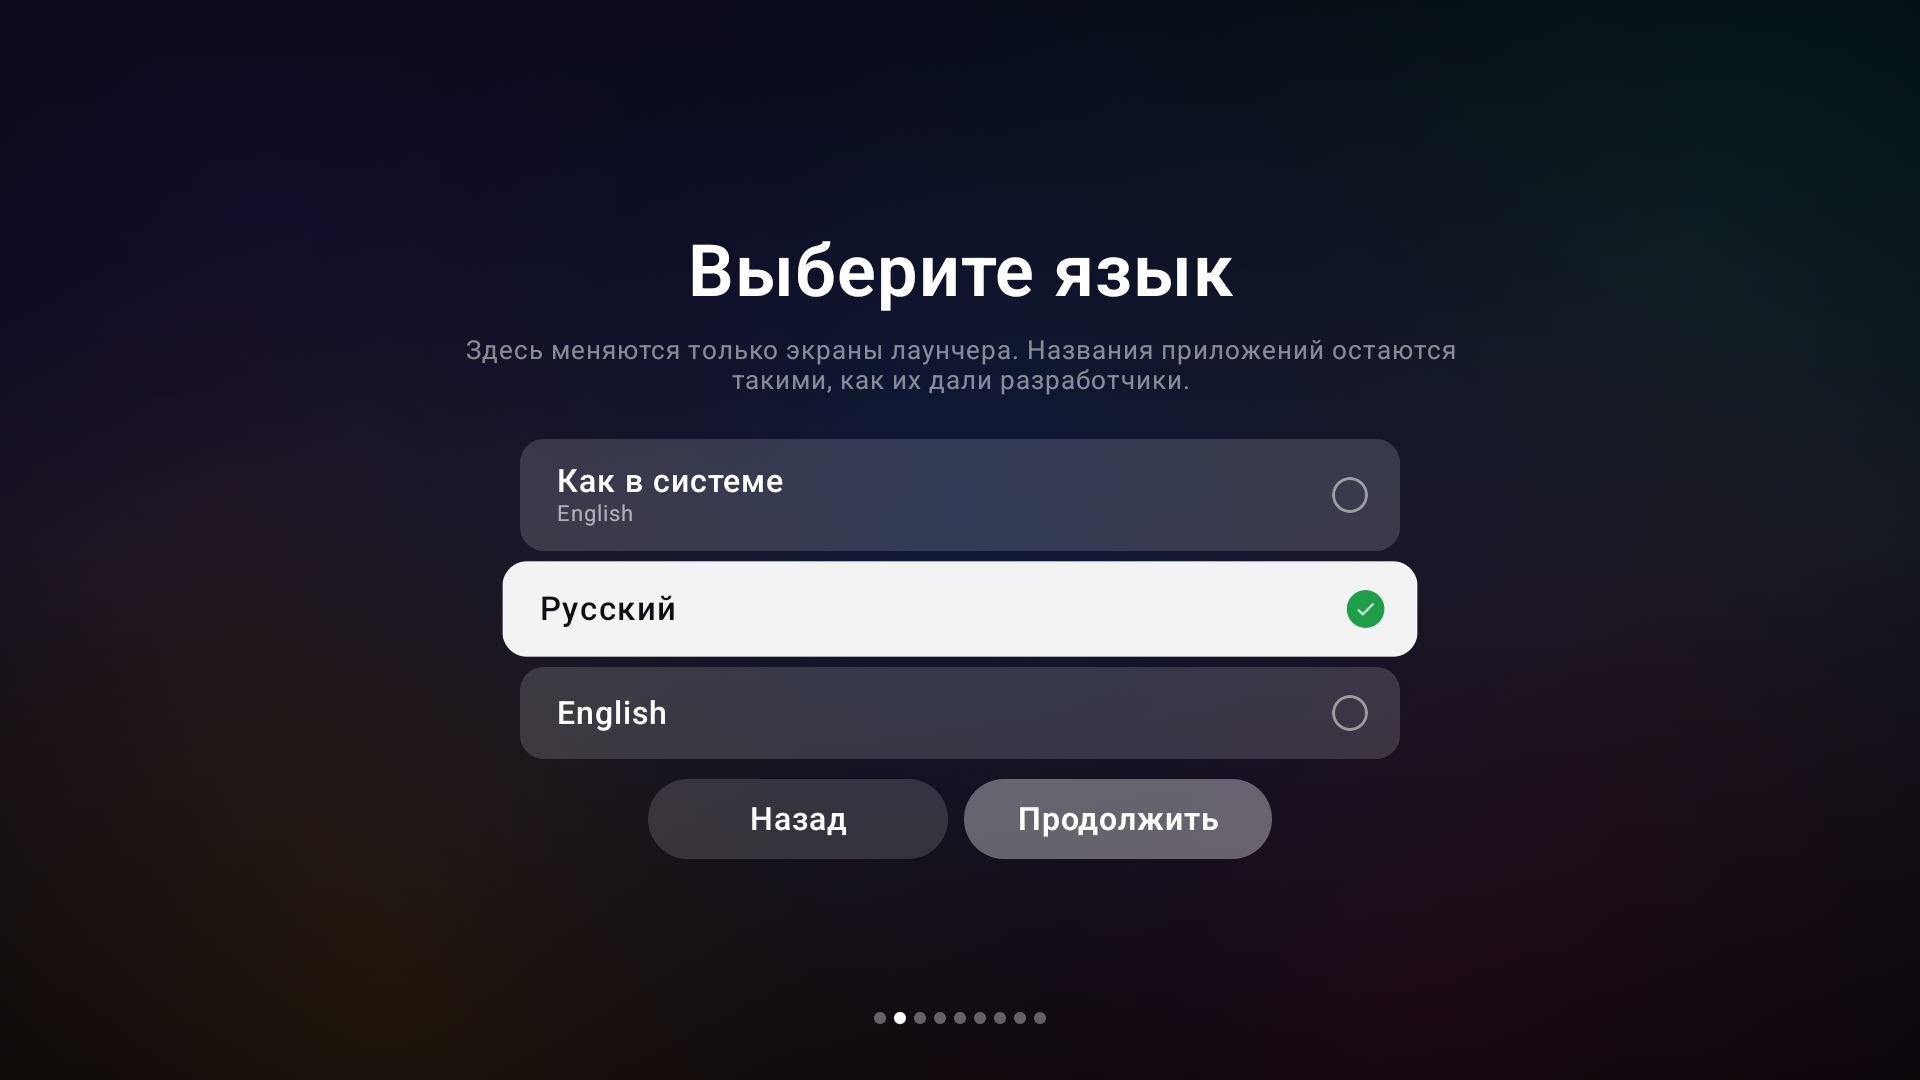 Выберите язык
Здесь меняются только экраны лаунчера. Названия приложений остаются
такими, как их дали разработчики.
Как в системе
English
Русский
English
Назад
Продолжить